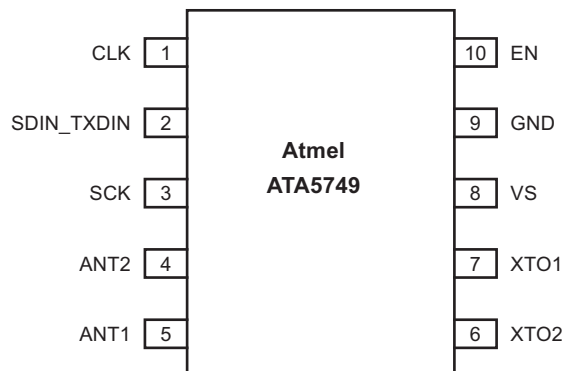 CLK 1 10 EN
SDIN_TXDIN 2 9 GND
Atmel
ATA5749
SCK 3 8 VS
ANT2 4 7 XTO1
ANT1 5 6 XTO2